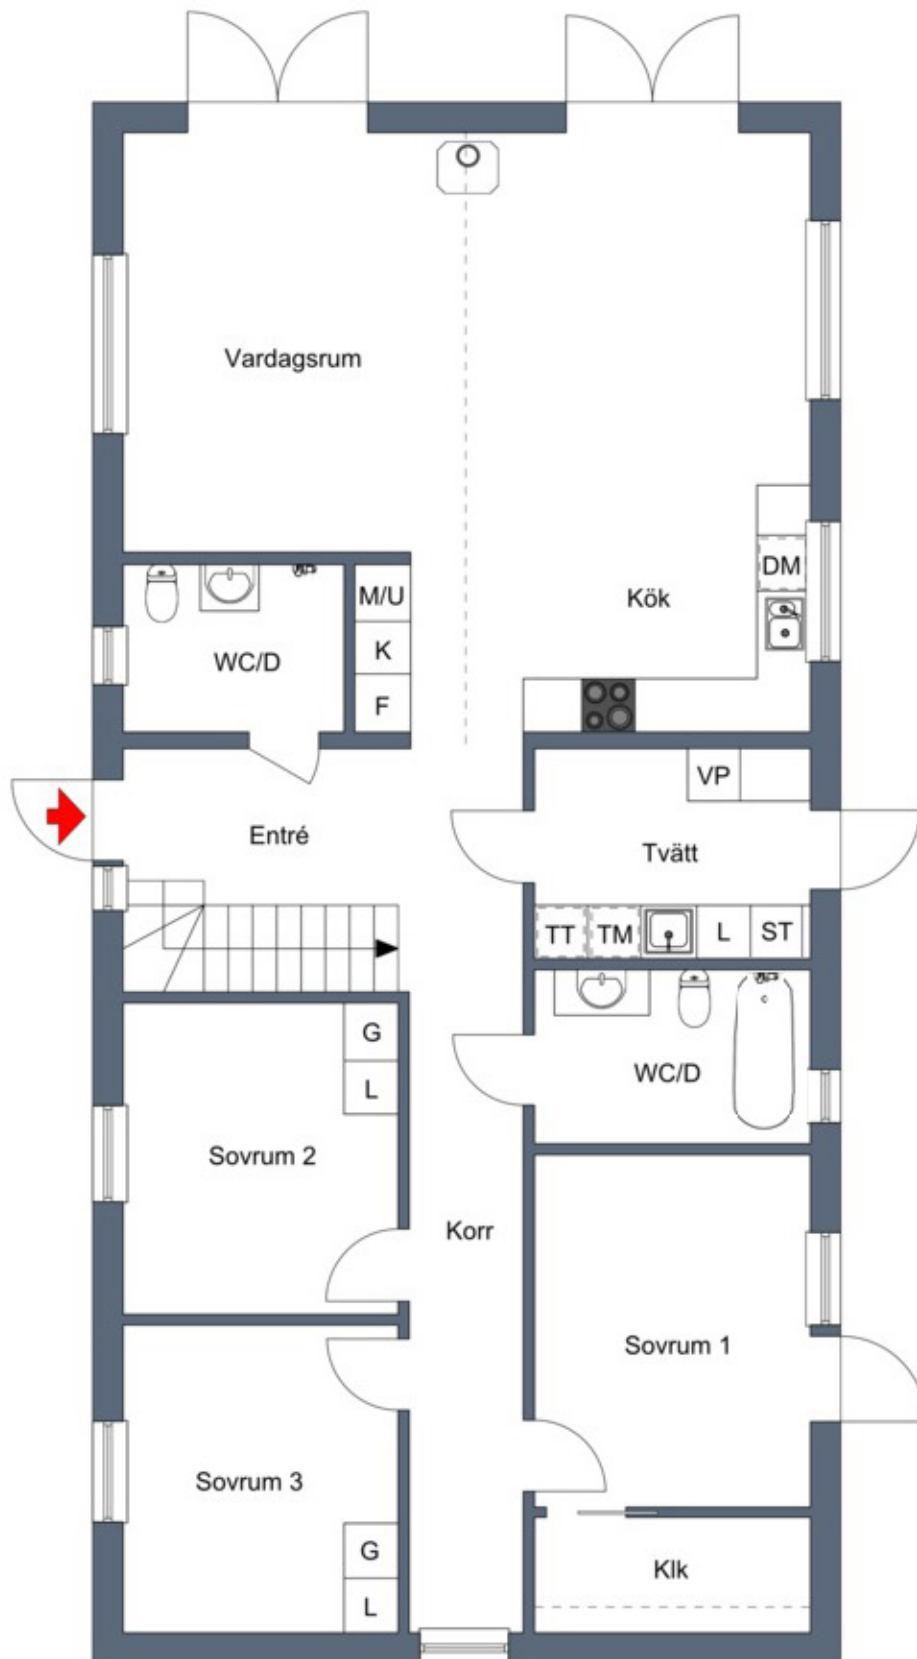 Vardagsrum
DM
M/U
Kök
K
WC/D
F
VP
Entré
Tvätt
TT TM L ST
G
L
WC/D
Sovrum 2
Korr
Sovrum 1
Sovrum 3
G
Klk
L